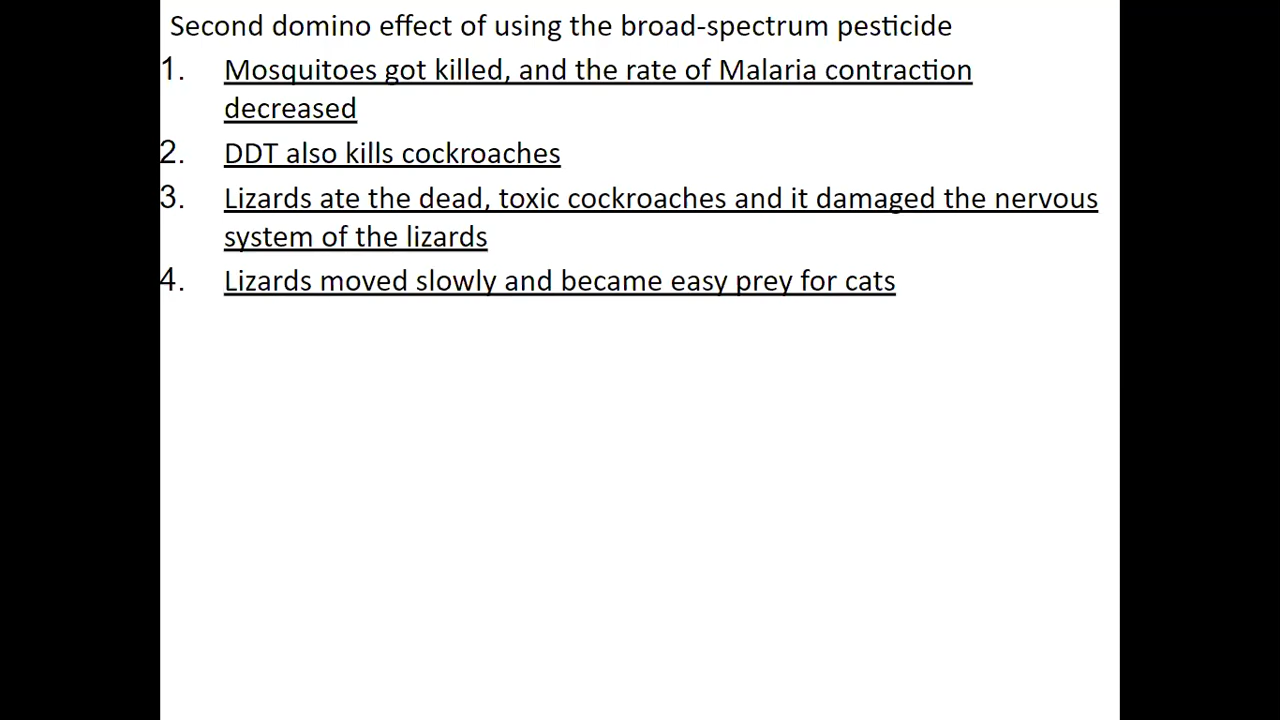 Second domino effect of using the broad-spectrum pesticide
1. Mosquitoes got killed, and the rate of Malaria contraction
decreased
2. DDT also kills cockroaches
3. Lizards ate the dead, toxic cockroaches and it damaged the nervous
system of the lizards
4. Lizards moved slowly and became easy prey for cats